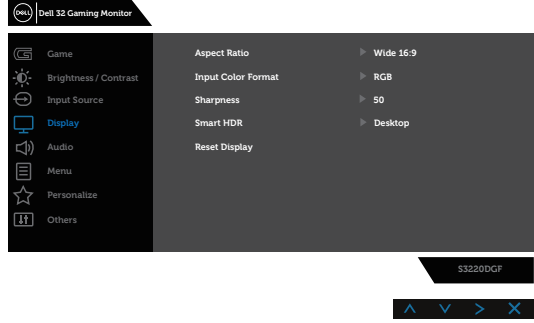 DELL
Dell 32 Gaming Monitor
Game
Aspect Ratio Wide 16:9
Brightness / Contrast
Input Color Format RGB
Input Source
Sharpness 50
Display
Smart HDR Desktop
Audio
Reset Display
Menu
Personalize
Others
S3220DGF